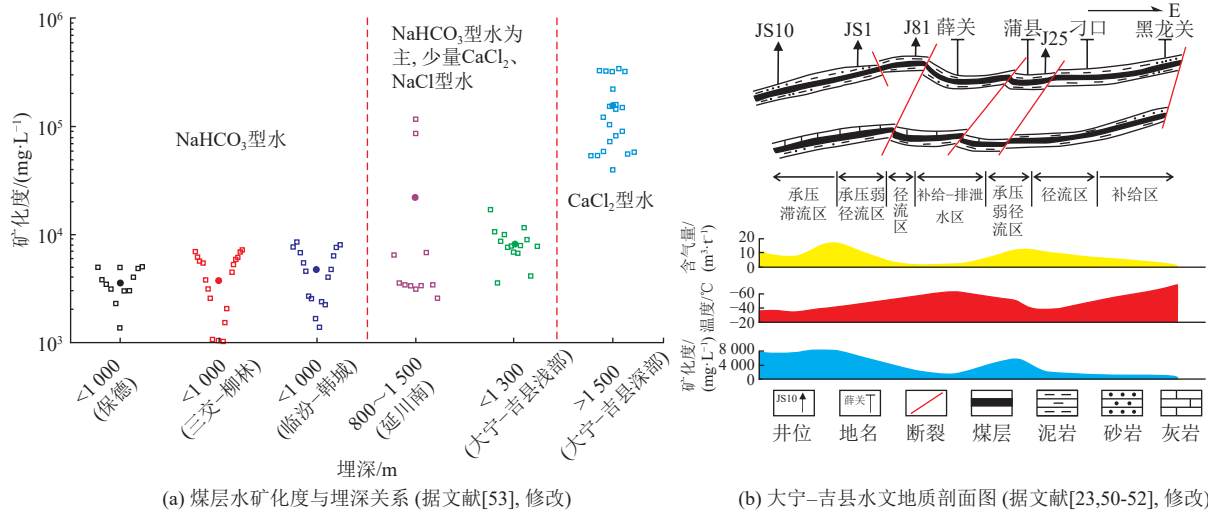 10⁶
10⁵
10⁴
10³
矿化度/(mg·L⁻¹)
NaHCO₃型水
NaHCO₃型水为
主, 少量CaCl₂、
NaCl型水
CaCl₂型水
<1 000
(保德)
<1 000
(三交–柳林)
<1 000
(临汾–韩城)
800～1 500
(延川南)
<1 300
(大宁–吉县浅部)
>1 500
(大宁–吉县深部)
埋深/m
(a) 煤层水矿化度与埋深关系 (据文献[53], 修改)
E
JS10
JS1
J81
薛关
蒲县
J25
刁口
黑龙关
承压
滞流区
承压弱
径流区
径
流
区
补给–排泄
水区
承压
弱径
流区
径流区
补给区
含气量/
(m³·t⁻¹)
20
10
0
温度/℃
−60
−40
−20
矿化度/
(mg·L⁻¹)
8 000
4 000
0
JS10
井位
薛关
地名
断裂
煤层
泥岩
砂岩
灰岩
(b) 大宁–吉县水文地质剖面图 (据文献[23,50-52], 修改)